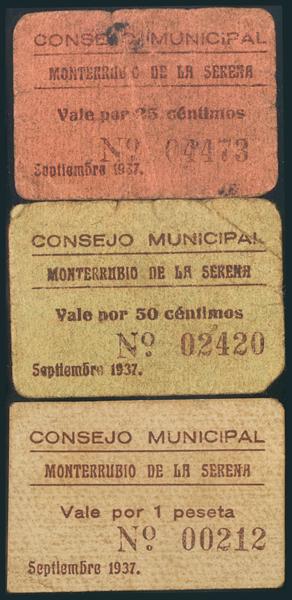 CONSEJO MUNICIPAL
MONTERRUBIO DE LA SERENA
Vale por 25 céntimos
Nº 04473
Septiembre 1937.
CONSEJO MUNICIPAL
MONTERRUBIO DE LA SERENA
Vale por 50 céntimos
Nº 02420
Septiembre 1937.
CONSEJO MUNICIPAL
MONTERRUBIO DE LA SERENA
Vale por 1 peseta
Nº 00212
Septiembre 1937.